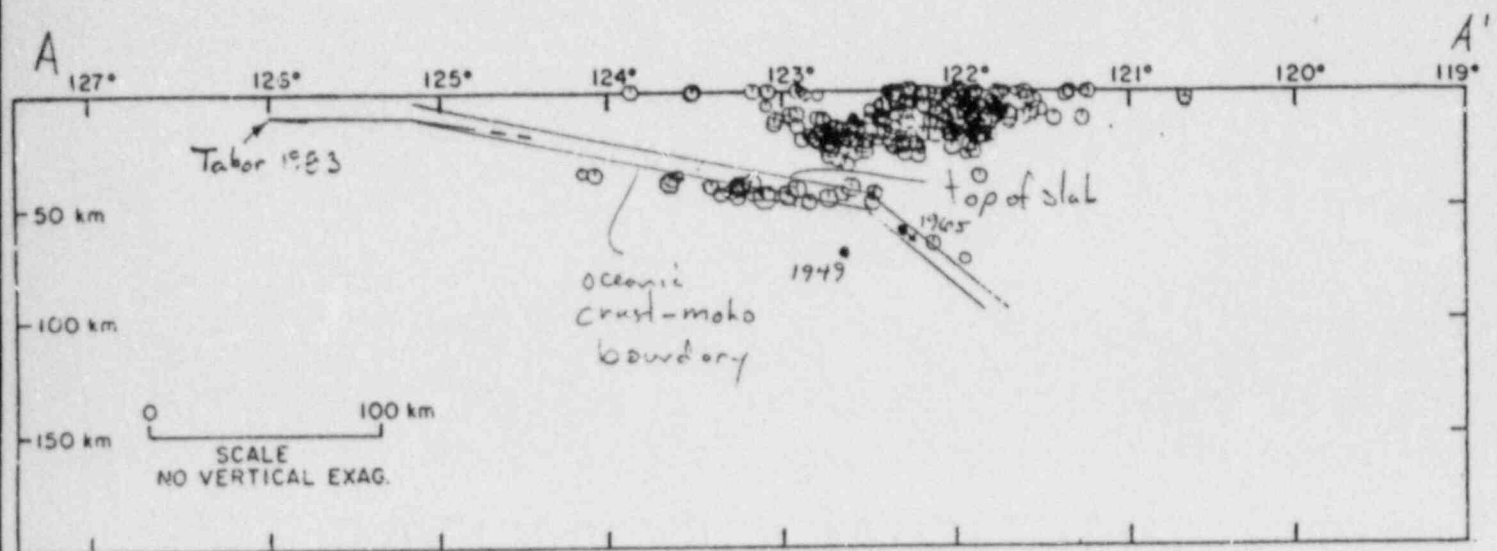 A
A'
127° 126° 125° 124° 123° 122° 121° 120° 119°
Tabor 1983
top of slab
50 km
1965
1949
oceanic
crust-moho
boundary
100 km
0 100 km
150 km
SCALE
NO VERTICAL EXAG.